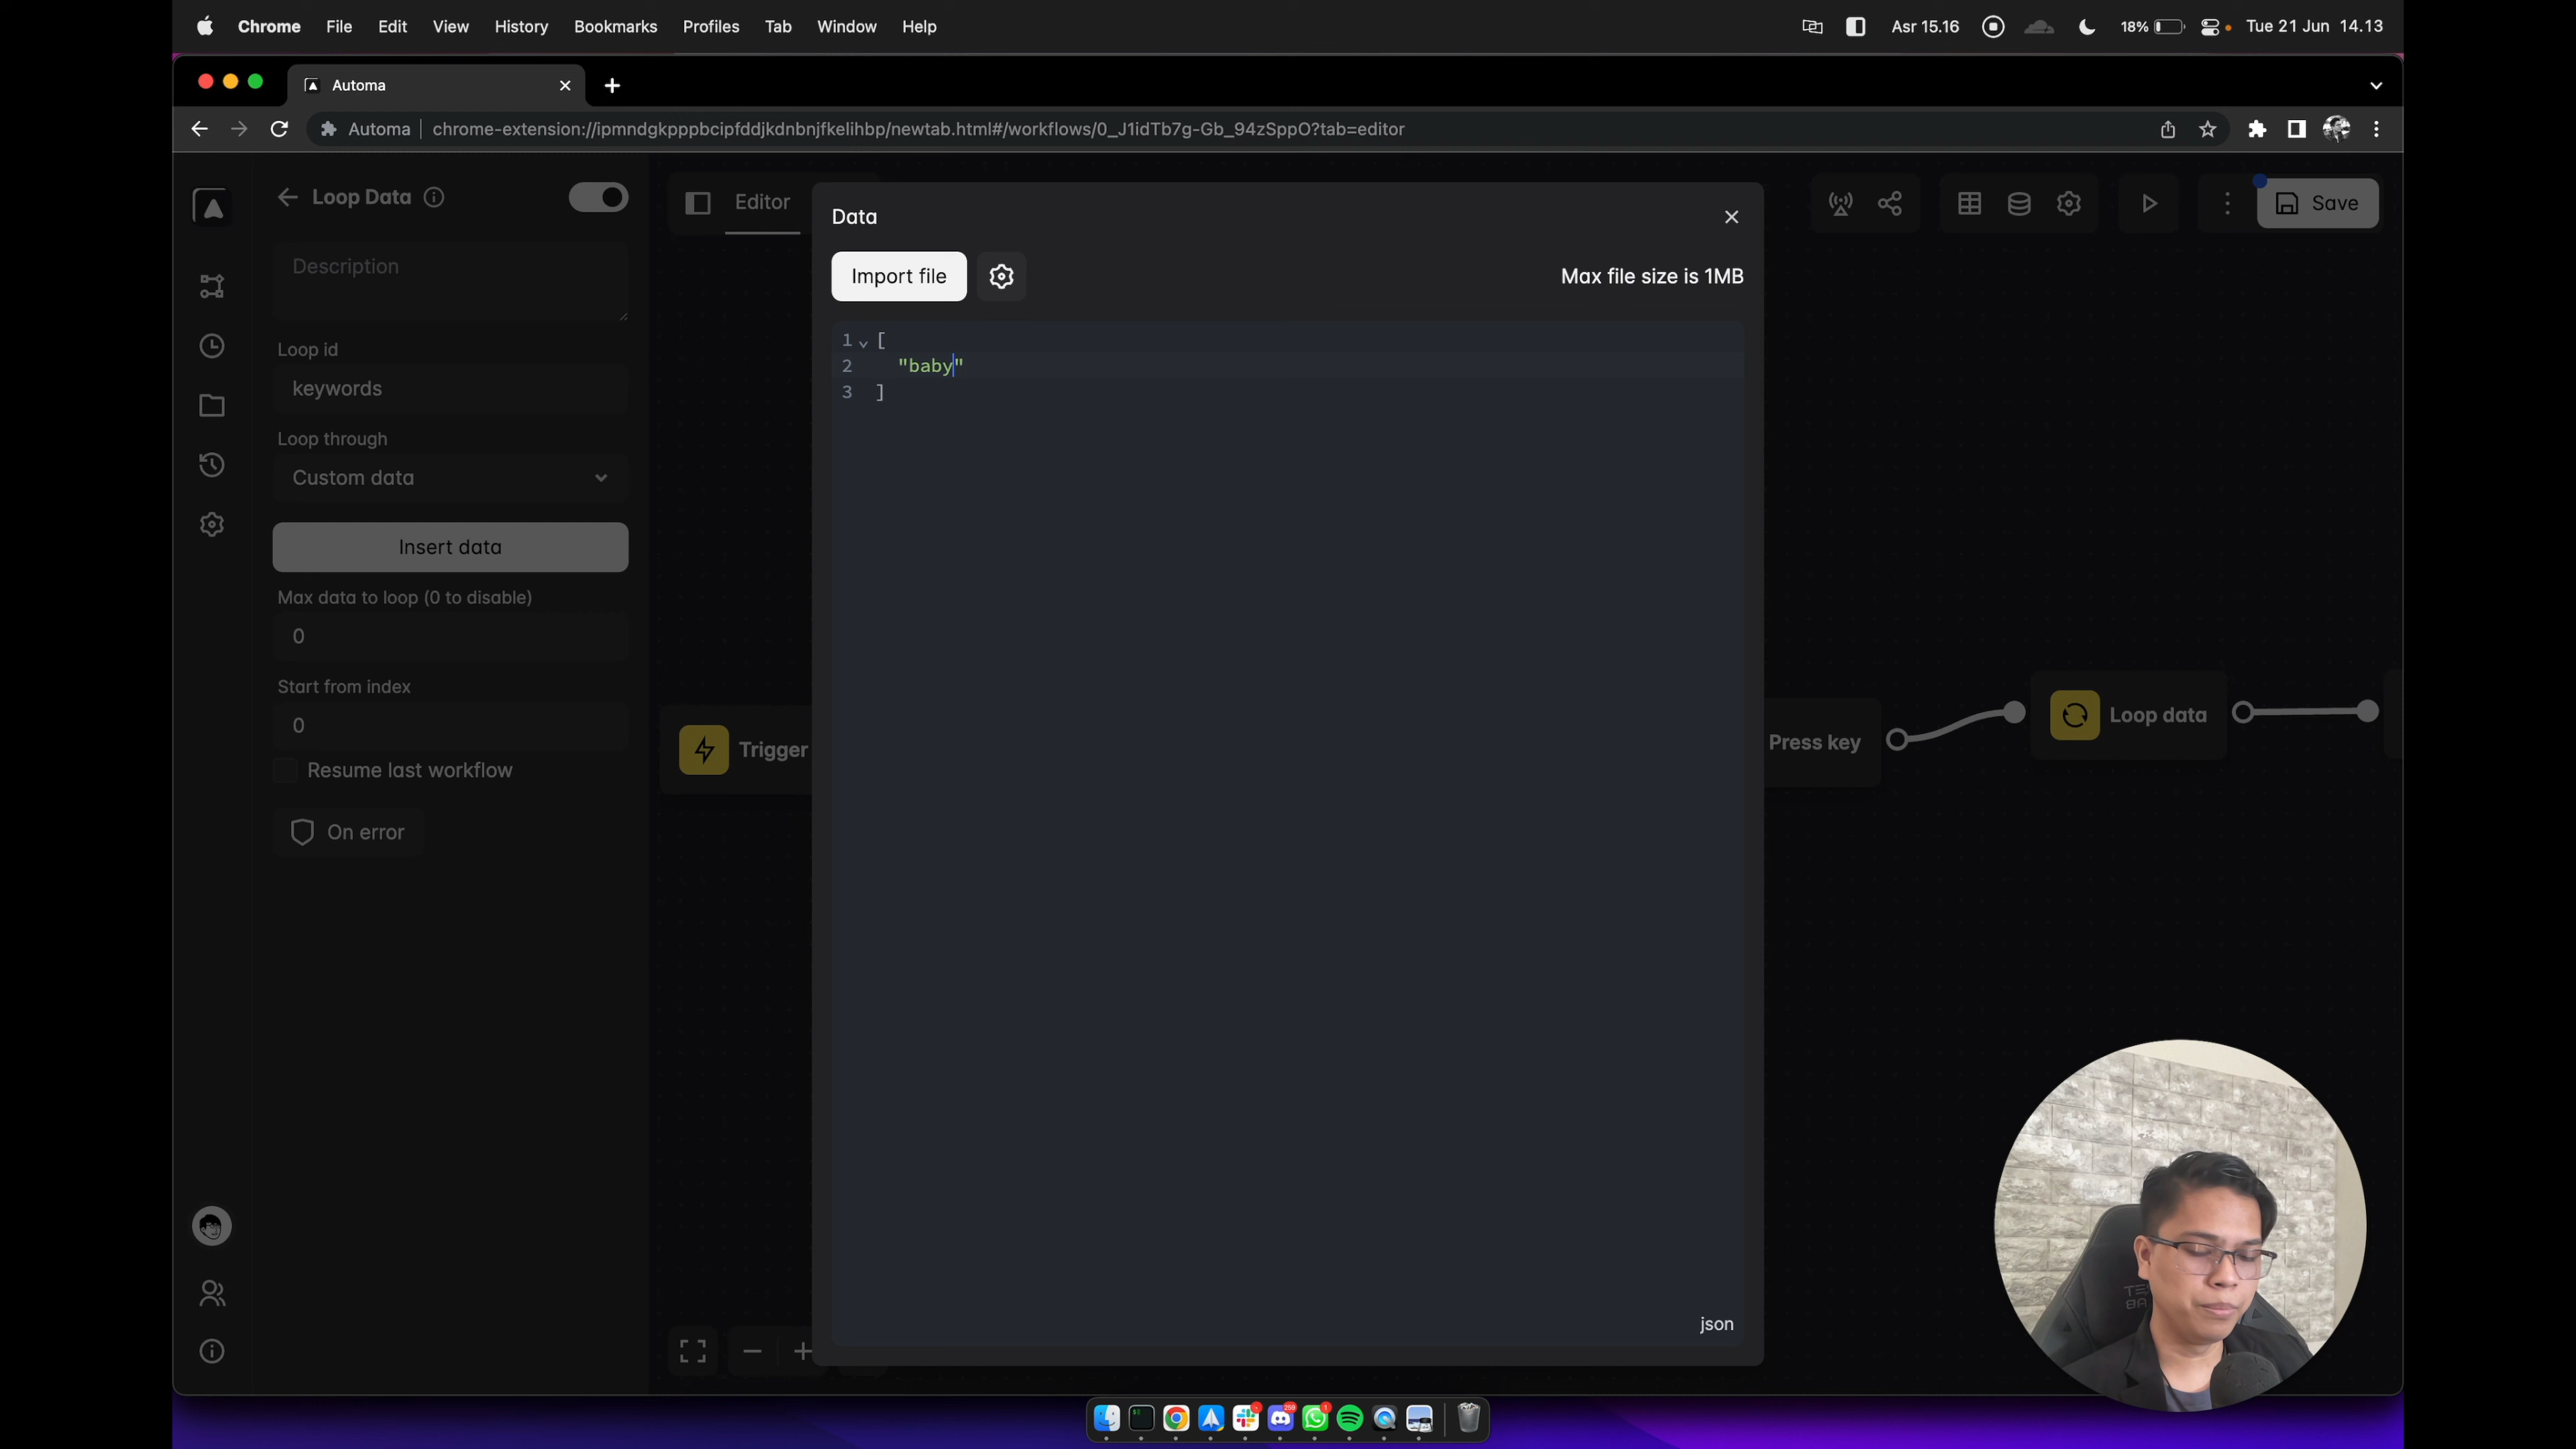 Chrome File Edit View History Bookmarks Profiles Tab Window Help Asr 15.16 18% Tue 21 Jun 14.13
Automa
Automa chrome-extension://ipmndgkpppbcipfddjkdnbnjfkelihbp/newtab.html#/workflows/0_J1idTb7g-Gb_94zSppO?tab=editor
Loop Data
Description
Loop id
keywords
Loop through
Custom data
Insert data
Max data to loop (0 to disable)
0
Start from index
0
Resume last workflow
On error
Editor
Save
Data
Import file
Max file size is 1MB
1 [
2 "baby"
3 ]
json
Trigger
Press key
Loop data